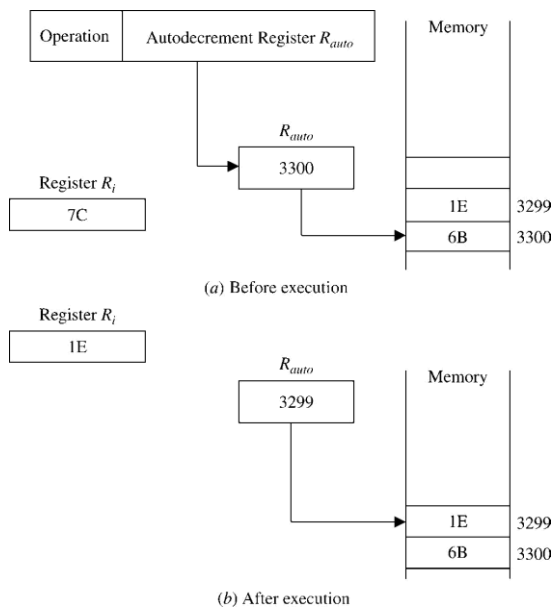 Operation Autodecrement Register R_auto
Memory
R_auto
3300
Register R_i
7C
1E 3299
6B 3300
(a) Before execution
Register R_i
1E
R_auto
3299
Memory
1E 3299
6B 3300
(b) After execution